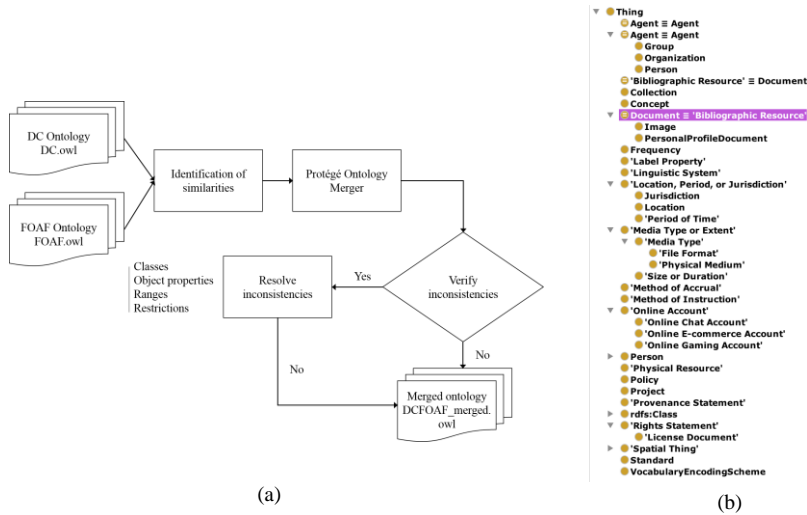 DC Ontology
DC.owl
FOAF Ontology
FOAF.owl
Identification of
similarities
Protégé Ontology
Merger
Classes
Object properties
Ranges
Restrictions
Resolve
inconsistencies
Yes
Verify
inconsistencies
No
No
Merged ontology
DCFOAF_merged.
owl
(a)
Thing
Agent ≡ Agent
Agent ≡ Agent
Group
Organization
Person
'Bibliographic Resource' ≡ Document
Collection
Concept
Document ≡ 'Bibliographic Resource'
Image
PersonalProfileDocument
Frequency
'Label Property'
'Linguistic System'
'Location, Period, or Jurisdiction'
Jurisdiction
Location
'Period of Time'
'Media Type or Extent'
'Media Type'
'File Format'
'Physical Medium'
'Size or Duration'
'Method of Accrual'
'Method of Instruction'
'Online Account'
'Online Chat Account'
'Online E-commerce Account'
'Online Gaming Account'
Person
'Physical Resource'
Policy
Project
'Provenance Statement'
rdfs:Class
'Rights Statement'
'License Document'
'Spatial Thing'
Standard
VocabularyEncodingScheme
(b)